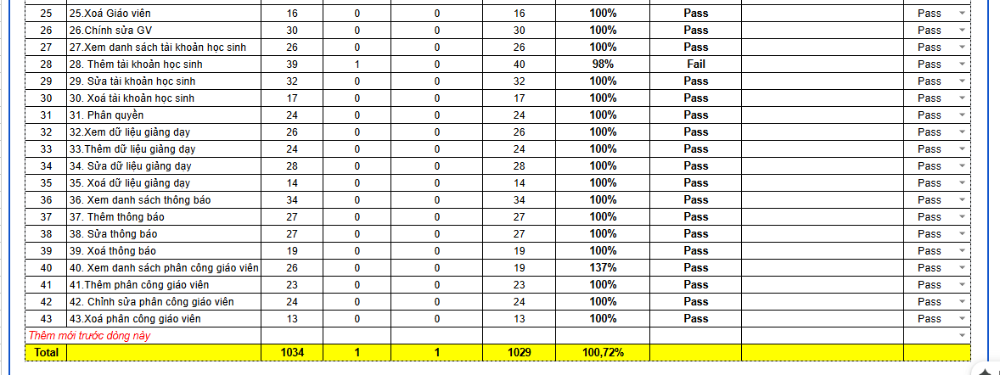 25 25.Xoá Giáo viên 16 0 0 16 100% Pass Pass
26 26.Chính sửa GV 30 0 0 30 100% Pass Pass
27 27.Xem danh sách tài khoản học sinh 26 0 0 26 100% Pass Pass
28 28. Thêm tài khoản học sinh 39 1 0 40 98% Fail Pass
29 29. Sửa tài khoản học sinh 32 0 0 32 100% Pass Pass
30 30. Xoá tài khoản học sinh 17 0 0 17 100% Pass Pass
31 31. Phân quyền 24 0 0 24 100% Pass Pass
32 32.Xem dữ liệu giảng dạy 26 0 0 26 100% Pass Pass
33 33.Thêm dữ liệu giảng dạy 24 0 0 24 100% Pass Pass
34 34. Sửa dữ liệu giảng dạy 28 0 0 28 100% Pass Pass
35 35. Xoá dữ liệu giảng dạy 14 0 0 14 100% Pass Pass
36 36. Xem danh sách thông báo 34 0 0 34 100% Pass Pass
37 37. Thêm thông báo 27 0 0 27 100% Pass Pass
38 38. Sửa thông báo 27 0 0 27 100% Pass Pass
39 39. Xoá thông báo 19 0 0 19 100% Pass Pass
40 40. Xem danh sách phân công giáo viên 26 0 0 19 137% Pass Pass
41 41.Thêm phân công giáo viên 23 0 0 23 100% Pass Pass
42 42. Chỉnh sửa phân công giáo viên 24 0 0 24 100% Pass Pass
43 43.Xoá phân công giáo viên 13 0 0 13 100% Pass Pass
Thêm mới trước dòng này
Total 1034 1 1 1029 100,72%